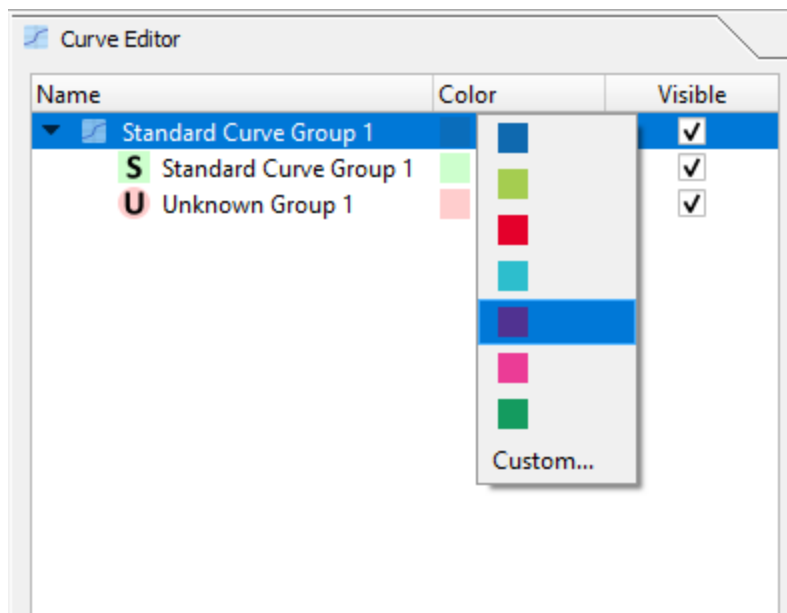 Curve Editor
Name Color Visible
Standard Curve Group 1
S Standard Curve Group 1
U Unknown Group 1
Custom...